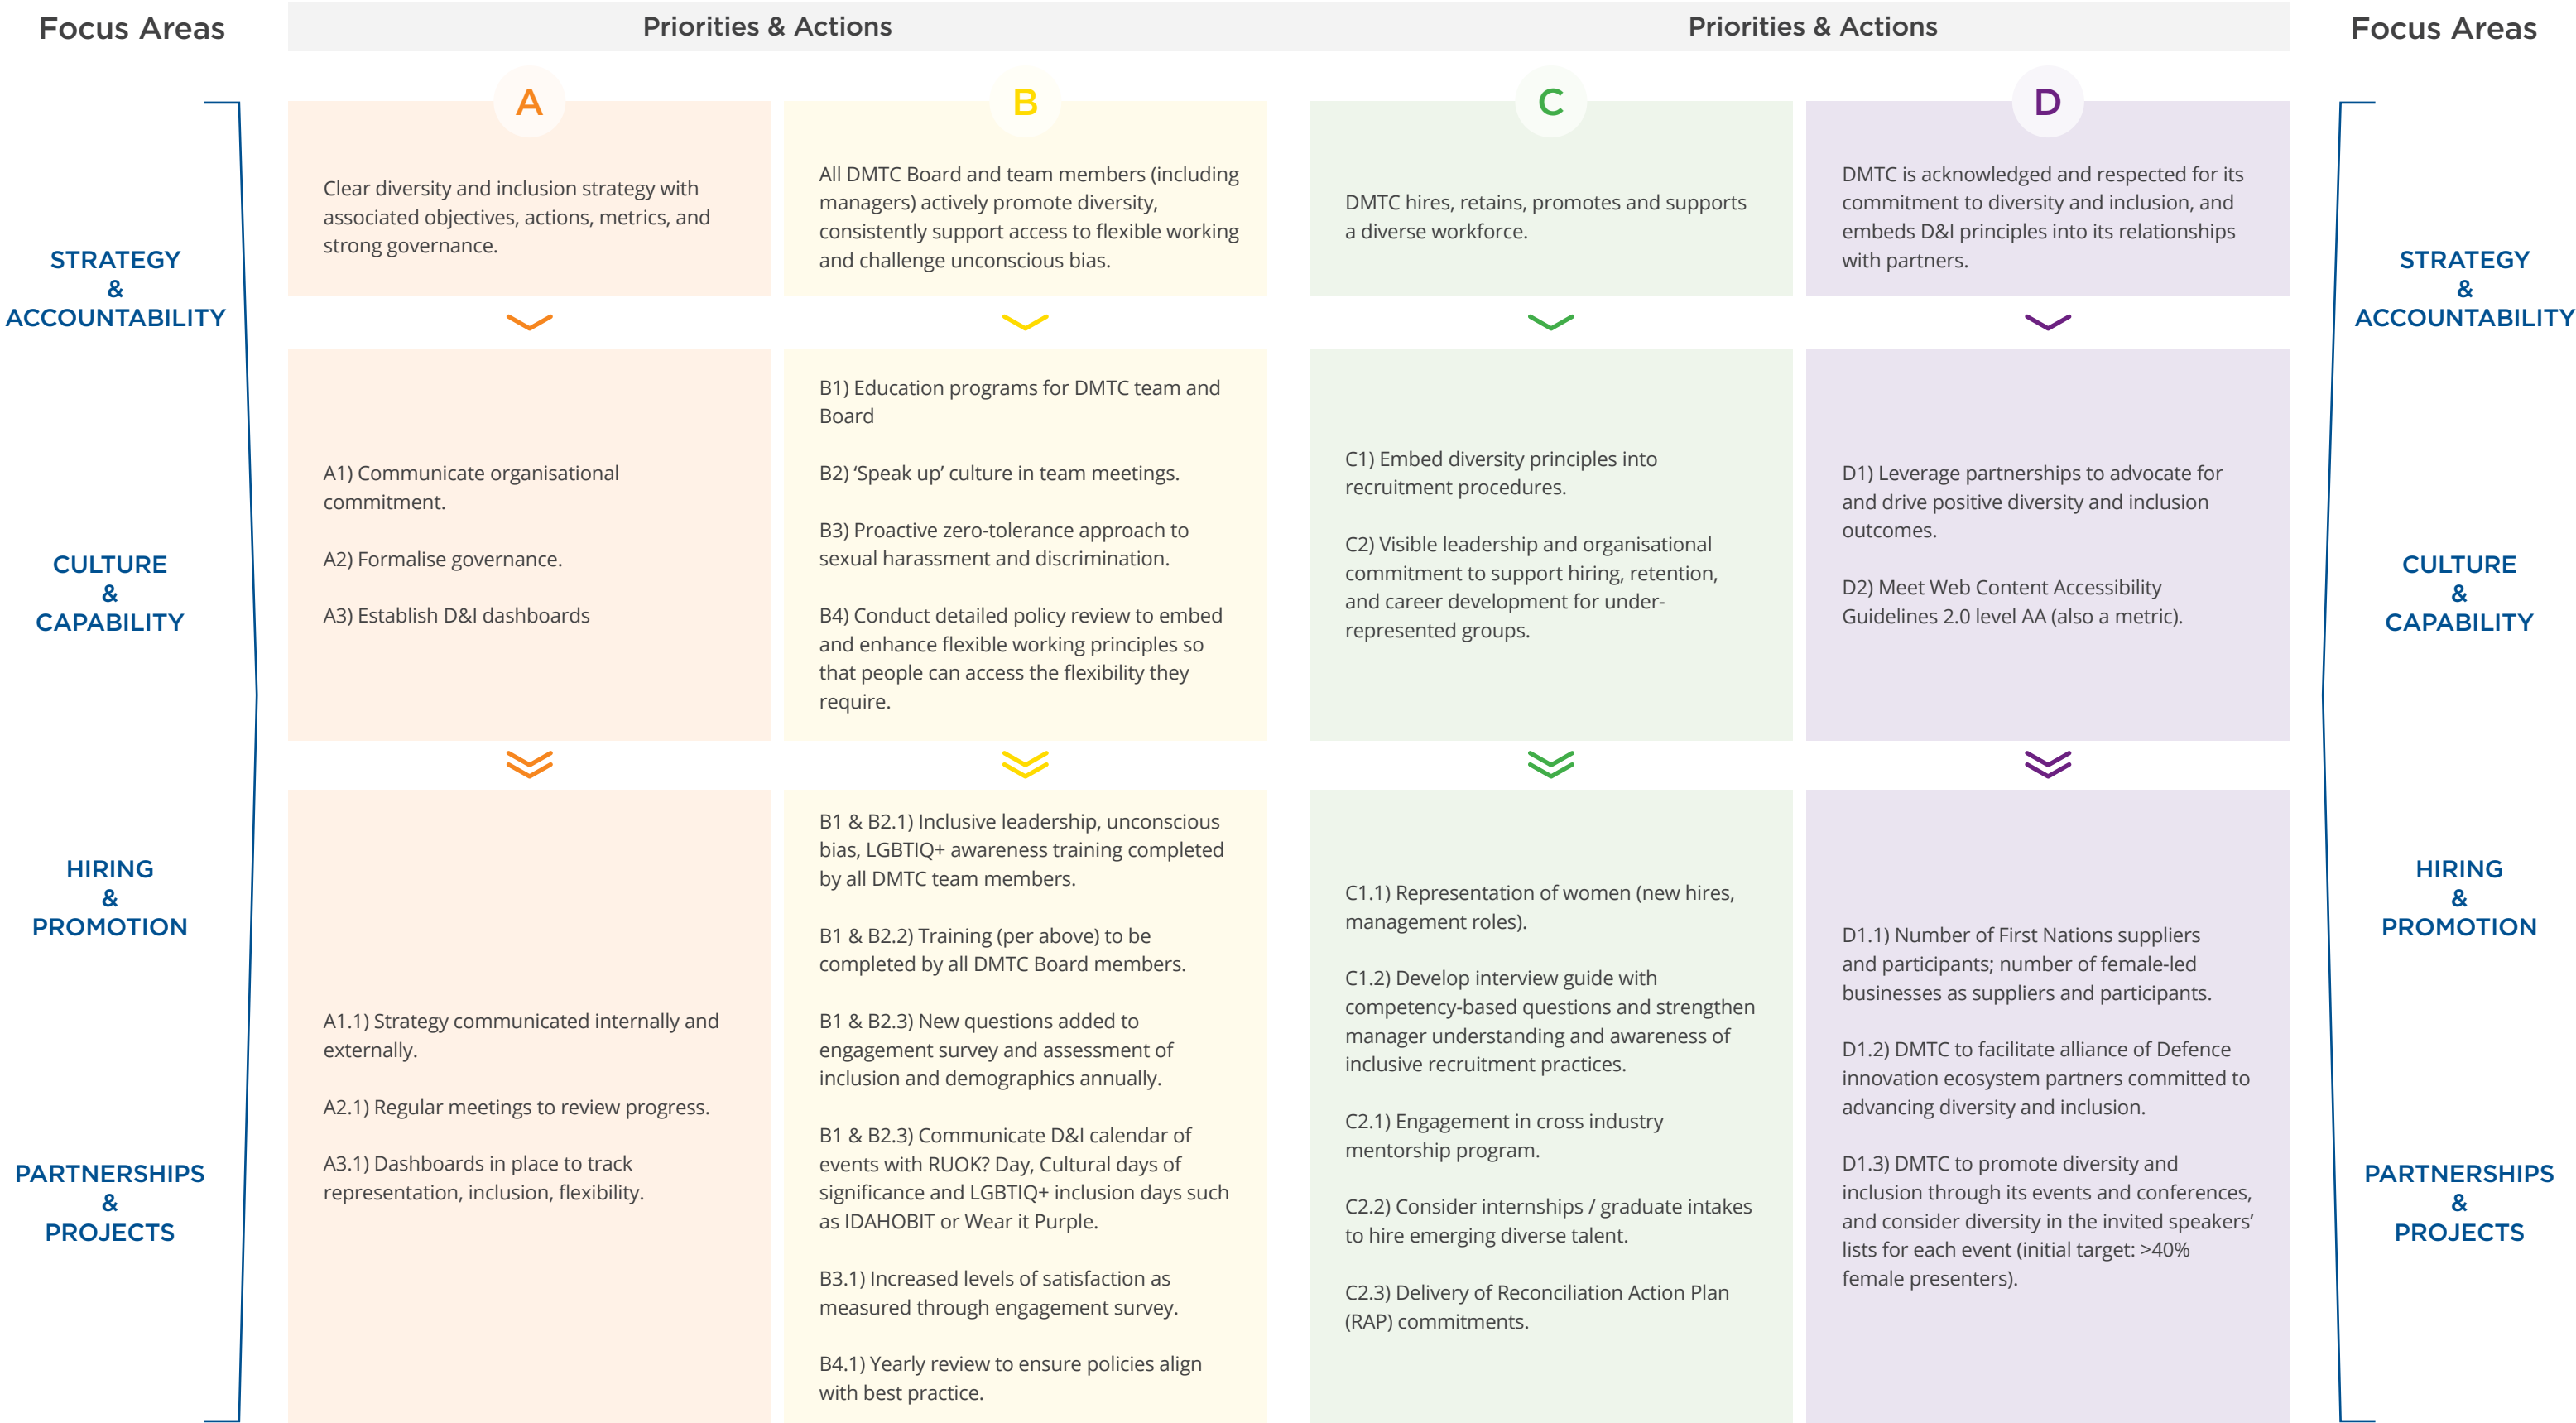 Focus Areas
Priorities & Actions
Priorities & Actions
Focus Areas
STRATEGY
&
ACCOUNTABILITY
CULTURE
&
CAPABILITY
HIRING
&
PROMOTION
PARTNERSHIPS
&
PROJECTS
A
Clear diversity and inclusion strategy with
associated objectives, actions, metrics, and
strong governance.
A1) Communicate organisational
commitment.
A2) Formalise governance.
A3) Establish D&I dashboards
A1.1) Strategy communicated internally and
externally.
A2.1) Regular meetings to review progress.
A3.1) Dashboards in place to track
representation, inclusion, flexibility.
B
All DMTC Board and team members (including
managers) actively promote diversity,
consistently support access to flexible working
and challenge unconscious bias.
B1) Education programs for DMTC team and
Board
B2) ‘Speak up’ culture in team meetings.
B3) Proactive zero-tolerance approach to
sexual harassment and discrimination.
B4) Conduct detailed policy review to embed
and enhance flexible working principles so
that people can access the flexibility they
require.
B1 & B2.1) Inclusive leadership, unconscious
bias, LGBTIQ+ awareness training completed
by all DMTC team members.
B1 & B2.2) Training (per above) to be
completed by all DMTC Board members.
B1 & B2.3) New questions added to
engagement survey and assessment of
inclusion and demographics annually.
B1 & B2.3) Communicate D&I calendar of
events with RUOK? Day, Cultural days of
significance and LGBTIQ+ inclusion days such
as IDAHOBIT or Wear it Purple.
B3.1) Increased levels of satisfaction as
measured through engagement survey.
B4.1) Yearly review to ensure policies align
with best practice.
C
DMTC hires, retains, promotes and supports
a diverse workforce.
C1) Embed diversity principles into
recruitment procedures.
C2) Visible leadership and organisational
commitment to support hiring, retention,
and career development for under-
represented groups.
C1.1) Representation of women (new hires,
management roles).
C1.2) Develop interview guide with
competency-based questions and strengthen
manager understanding and awareness of
inclusive recruitment practices.
C2.1) Engagement in cross industry
mentorship program.
C2.2) Consider internships / graduate intakes
to hire emerging diverse talent.
C2.3) Delivery of Reconciliation Action Plan
(RAP) commitments.
D
DMTC is acknowledged and respected for its
commitment to diversity and inclusion, and
embeds D&I principles into its relationships
with partners.
D1) Leverage partnerships to advocate for
and drive positive diversity and inclusion
outcomes.
D2) Meet Web Content Accessibility
Guidelines 2.0 level AA (also a metric).
D1.1) Number of First Nations suppliers
and participants; number of female-led
businesses as suppliers and participants.
D1.2) DMTC to facilitate alliance of Defence
innovation ecosystem partners committed to
advancing diversity and inclusion.
D1.3) DMTC to promote diversity and
inclusion through its events and conferences,
and consider diversity in the invited speakers’
lists for each event (initial target: >40%
female presenters).
STRATEGY
&
ACCOUNTABILITY
CULTURE
&
CAPABILITY
HIRING
&
PROMOTION
PARTNERSHIPS
&
PROJECTS